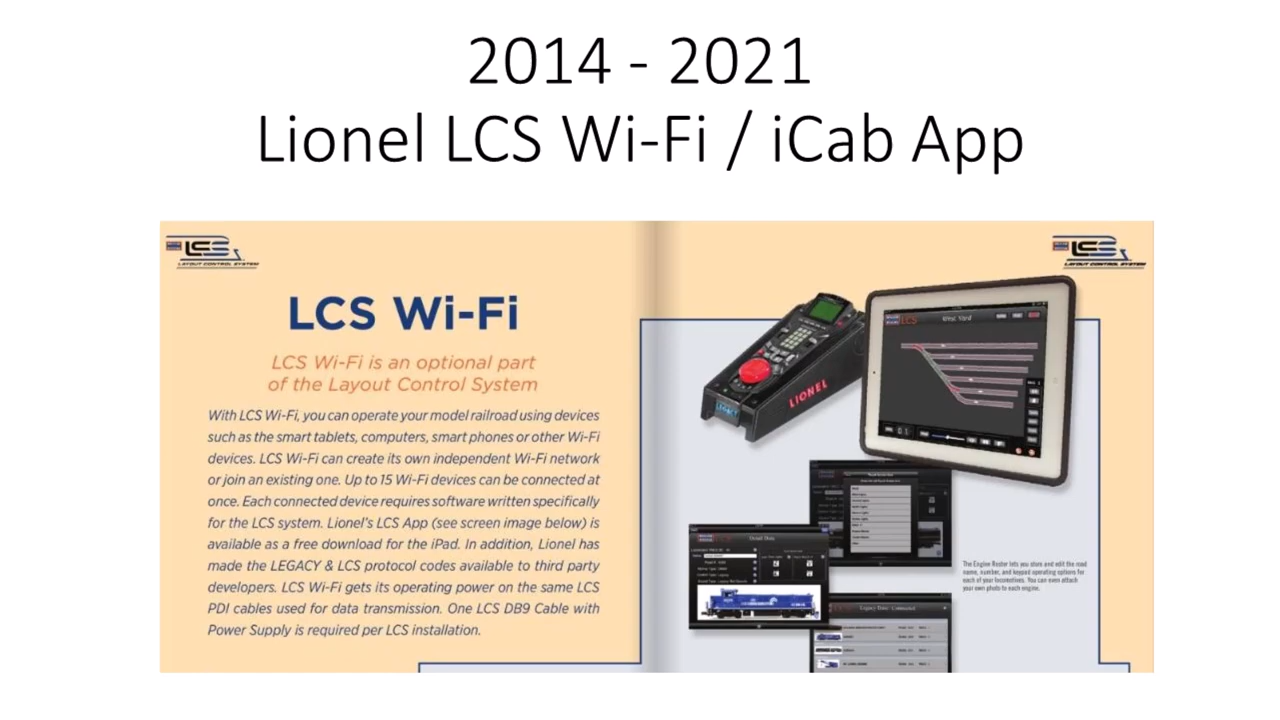 2014 - 2021
Lionel LCS Wi-Fi / iCab App
LCS
LAYOUT CONTROL SYSTEM
LCS
LAYOUT CONTROL SYSTEM
LCS Wi-Fi
LCS Wi-Fi is an optional part
of the Layout Control System
With LCS Wi-Fi, you can operate your model railroad using devices
such as the smart tablets, computers, smart phones or other Wi-Fi
devices. LCS Wi-Fi can create its own independent Wi-Fi network
or join an existing one. Up to 15 Wi-Fi devices can be connected at
once. Each connected device requires software written specifically
for the LCS system. Lionel's LCS App (see screen image below) is
available as a free download for the iPad. In addition, Lionel has
made the LEGACY & LCS protocol codes available to third party
developers. LCS Wi-Fi gets its operating power on the same LCS
PDI cables used for data transmission. One LCS DB9 Cable with
Power Supply is required per LCS installation.
LIONEL
LEGACY
LCS
West Yard
Detail Data
Legacy Base: Connected
The Engine Roster lets you store and edit the road
name, number, and keypad operating options for
each of your locomotives. You can even attach
your own photo to each engine.